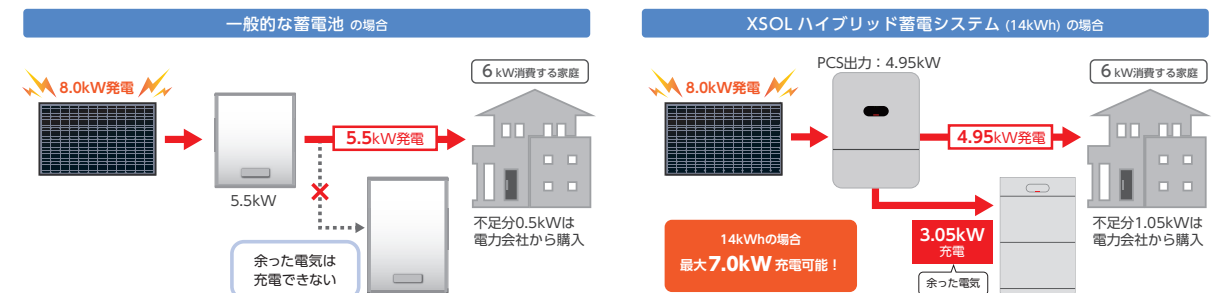 一般的な蓄電池 の場合
8.0kW発電
6 kW消費する家庭
5.5kW発電
5.5kW
不足分0.5kWは
電力会社から購入
余った電気は
充電できない
XSOL ハイブリッド蓄電システム (14kWh) の場合
PCS出力：4.95kW
8.0kW発電
6 kW消費する家庭
4.95kW発電
不足分1.05kWは
電力会社から購入
14kWhの場合
最大7.0kW 充電可能！
3.05kW
充電
余った電気